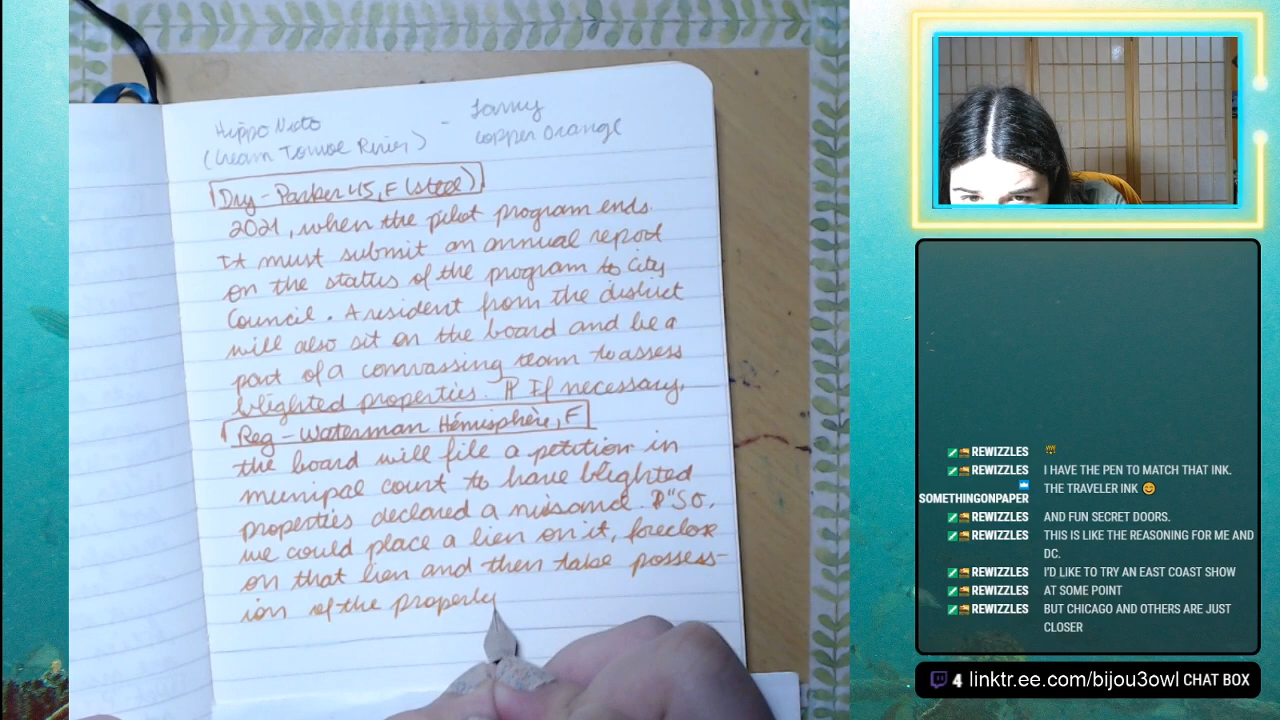 Hippo Noto
(Cream Tomoe River)
- Lamy
copper orange
Dry - Parker 45, F (steel)
2021, when the pilot program ends.
It must submit an annual report
on the status of the program to city
Council. A resident from the district
will also sit on the board and be a
part of a canvassing team to assess
blighted properties. ¶ If necessary,
Reg - Waterman Hémisphère, F
the board will file a petition in
munipal court to have blighted
properties declared a nuisance. ¶ "So,
we could place a lien on it, foreclose
on that lien and then take possess-
ion of the property
REWIZZLES
REWIZZLES I HAVE THE PEN TO MATCH THAT INK.
SOMETHINGONPAPER THE TRAVELER INK
REWIZZLES AND FUN SECRET DOORS.
REWIZZLES THIS IS LIKE THE REASONING FOR ME AND
DC.
REWIZZLES I'D LIKE TO TRY AN EAST COAST SHOW
REWIZZLES AT SOME POINT
REWIZZLES BUT CHICAGO AND OTHERS ARE JUST
CLOSER
4 linktr.ee.com/bijou3owl CHAT BOX